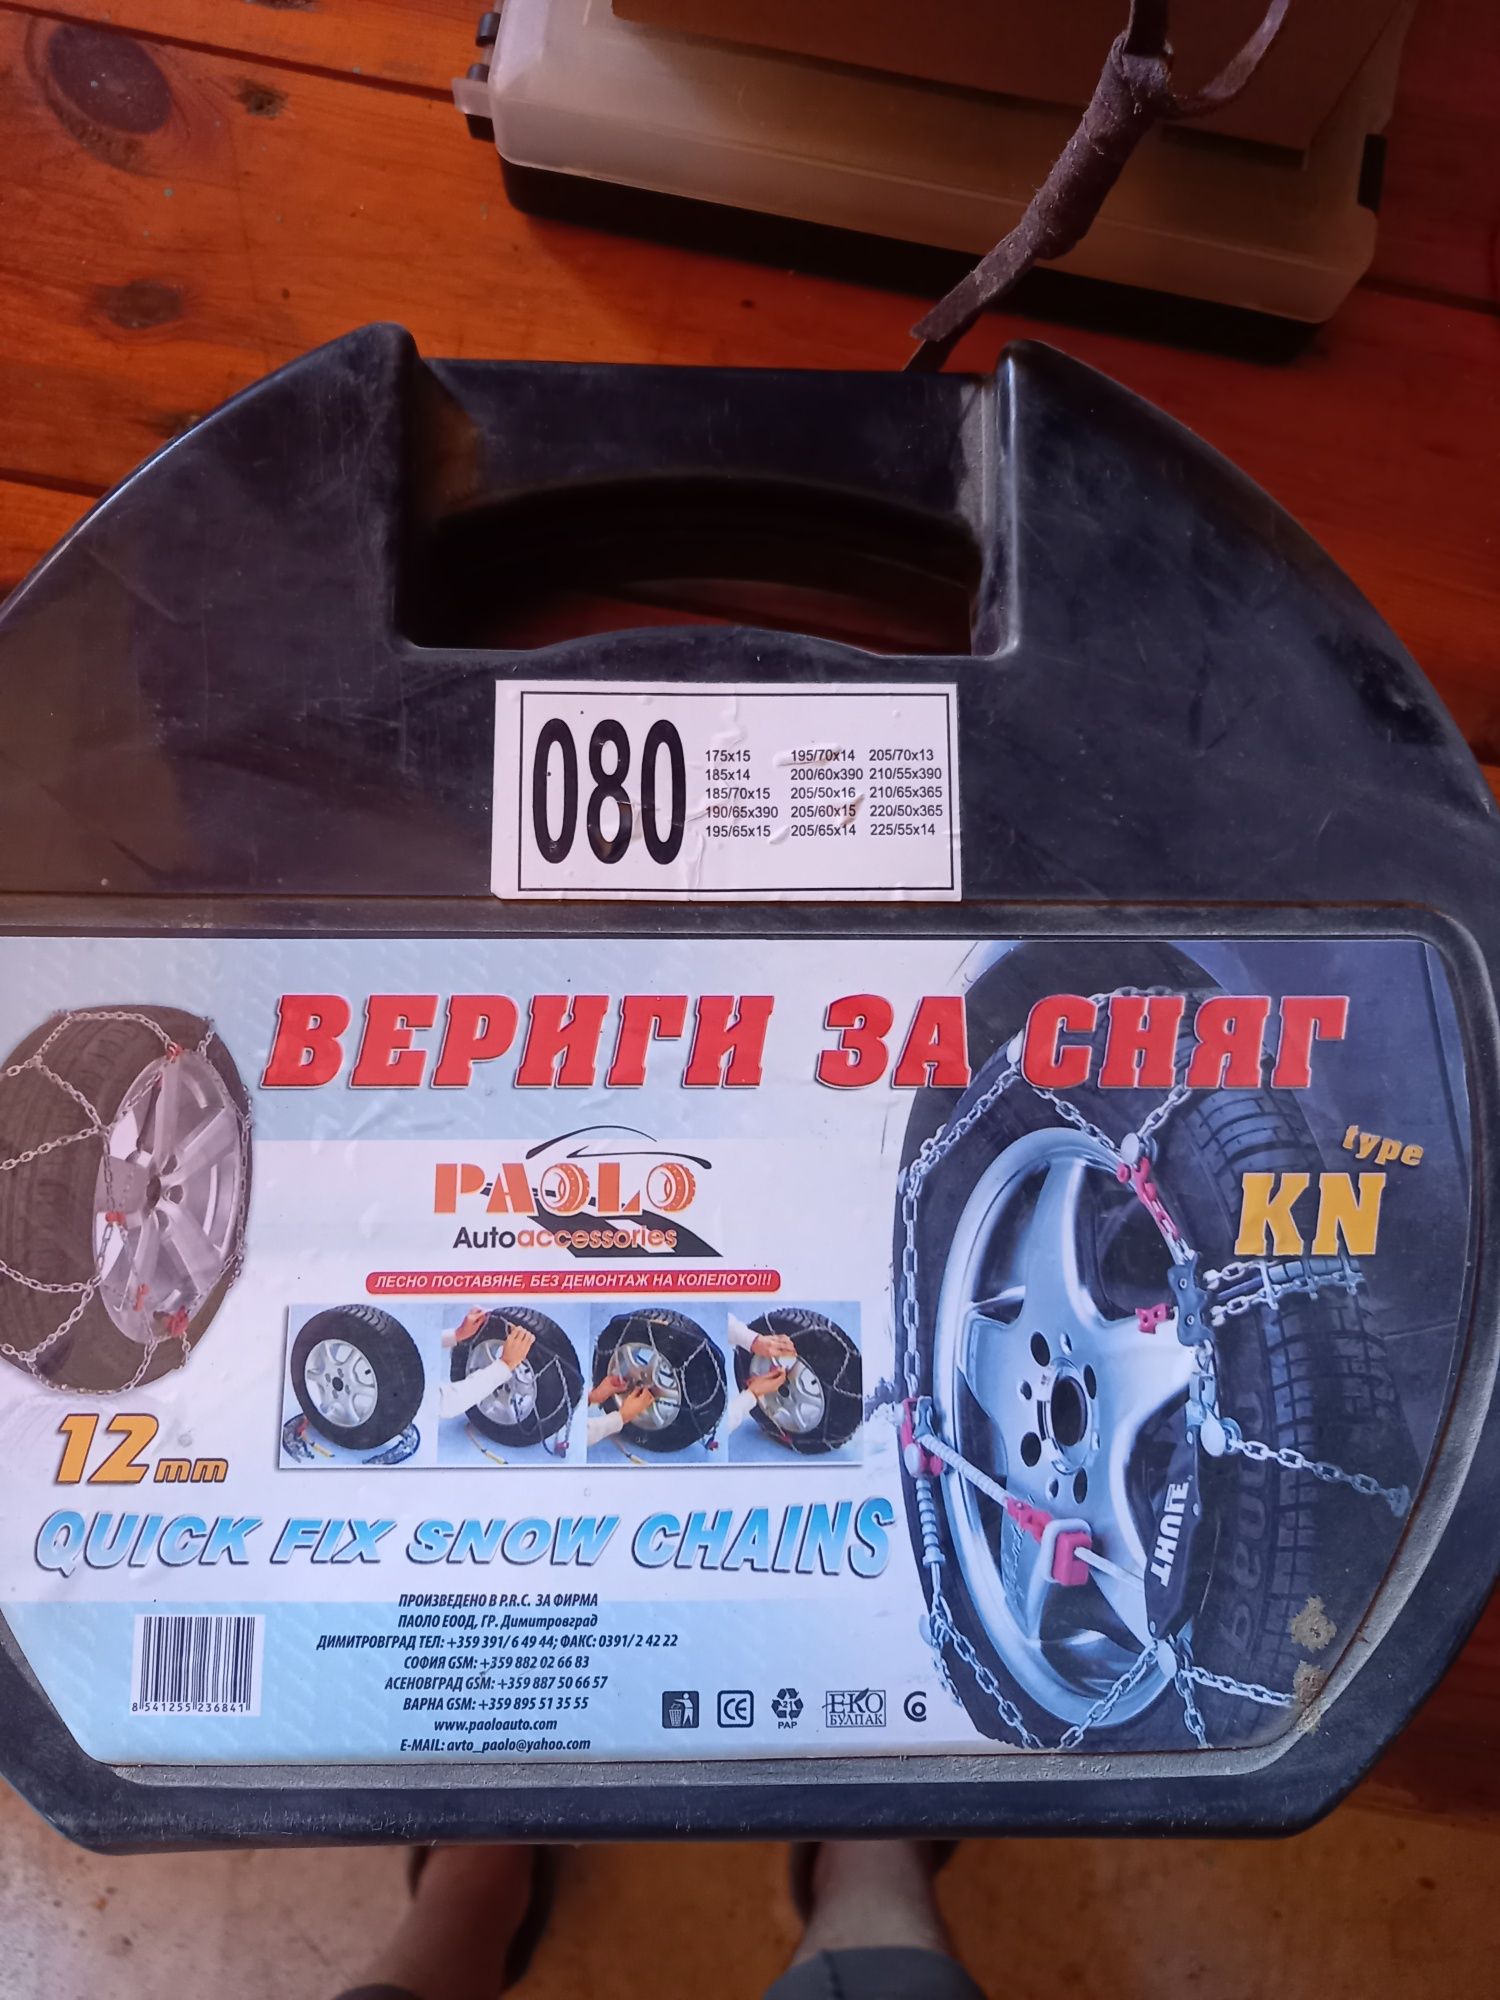 080
175x15 195/70x14 205/70x13
185x14 200/60x390 210/55x390
185/70x15 205/50x16 210/65x365
190/65x390 205/60x15 220/50x365
195/65x15 205/65x14 225/55x14
ВЕРИГИ ЗА СНЯГ
type
KN
PAOLO
Autoaccessories
ЛЕСНО ПОСТАВЯНЕ, БЕЗ ДЕМОНТАЖ НА КОЛЕЛОТО!!!
12mm
THULE
QUICK FIX SNOW CHAINS
ПРОИЗВЕДЕНО В P.R.C. ЗА ФИРМА
ПАОЛО ЕООД, ГР. Димитровград
ДИМИТРОВГРАД ТЕЛ: +359 391/ 6 49 44; ФАКС: 0391/ 2 42 22
СОФИЯ GSM: +359 882 02 66 83
АСЕНОВГРАД GSM: +359 887 50 66 57
ВАРНА GSM: +359 895 51 35 55
www.paoloauto.com
E-MAIL: avto_paolo@yahoo.com
8 541255 236841
CE
21
PAP
ЕКО
БУЛПАК